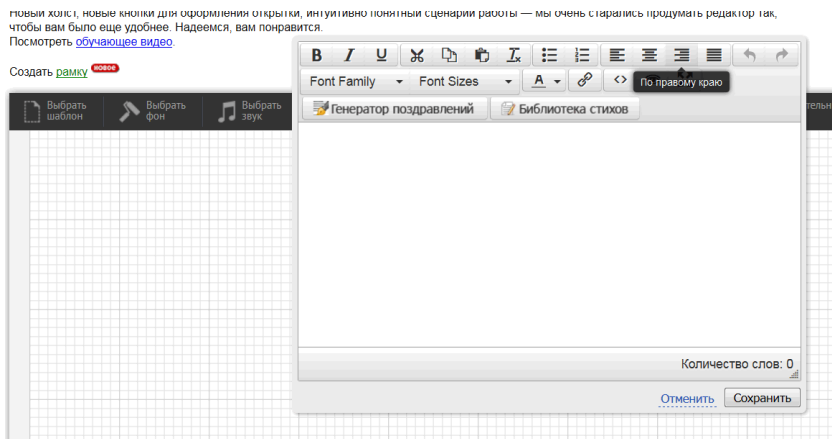 Новый холст, новые кнопки для оформления открытки, интуитивно понятный сценарий работы — мы очень старались продумать редактор так,
чтобы вам было еще удобнее. Надеемся, вам понравится.
Посмотреть обучающее видео.
Создать рамку НОВОЕ
Выбрать шаблон
Выбрать фон
Выбрать звук
B I U
Font Family Font Sizes A
По правому краю
Генератор поздравлений Библиотека стихов
Количество слов: 0
Отменить Сохранить